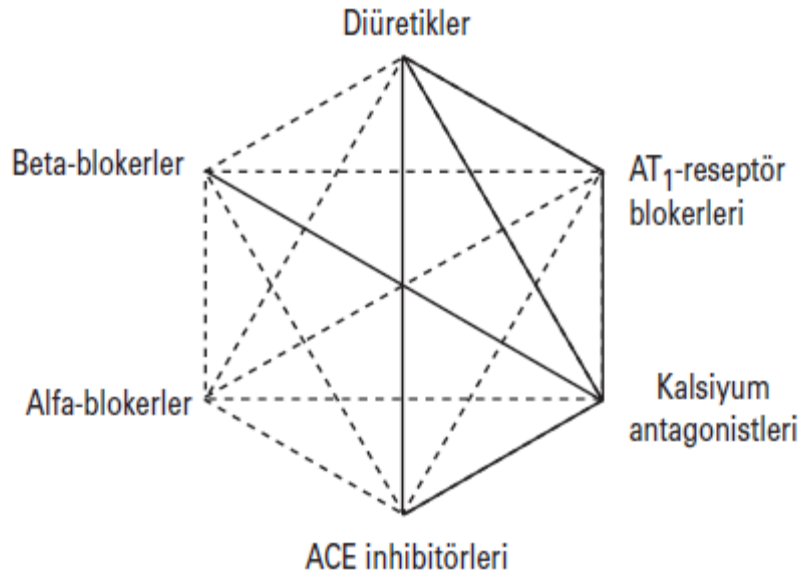 Diüretikler
Beta-blokerler
AT₁-reseptör
blokerleri
Alfa-blokerler
Kalsiyum
antagonistleri
ACE inhibitörleri